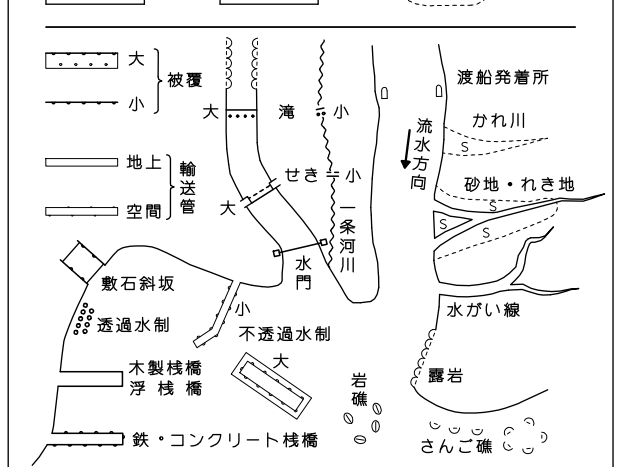 大
小
被覆
地上
空間
輸送管
大 滝 小
せき 小
大
一条河川
水門
流水方向
渡船発着所
かれ川
S
砂地・れき地
S
S
S
水がい線
敷石斜坂
透過水制
小
不透過水制
大
木製桟橋
浮桟橋
鉄・コンクリート桟橋
岩礁
露岩
さんご礁